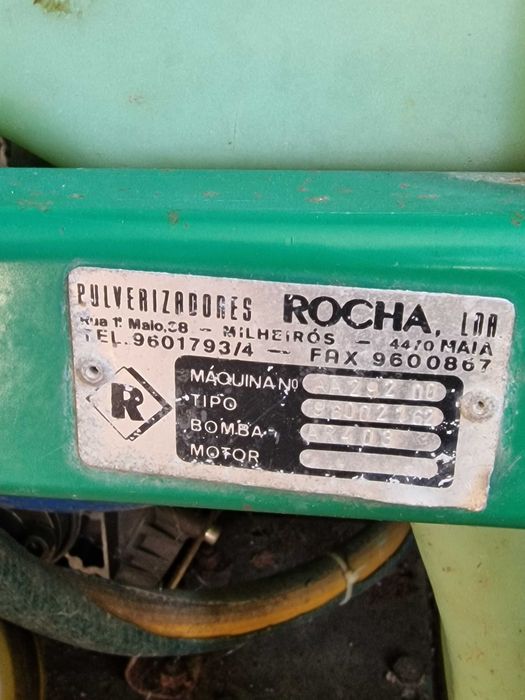 PULVERIZADORES ROCHA, LDA
Rua 1º Maio,38 - MILHEIRÓS - 4470 MAIA
TEL.9601793/4 - FAX 9600867
R
MÁQUINA Nº
TIPO
BOMBA
MOTOR